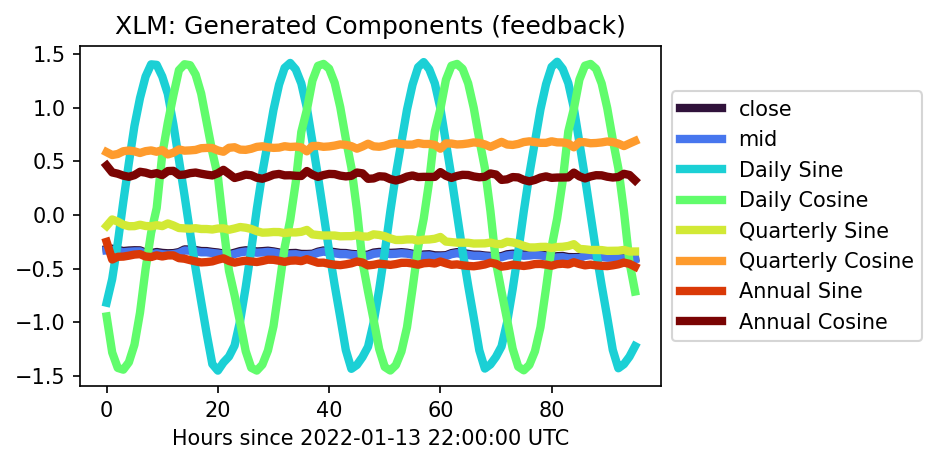 XLM: Generated Components (feedback)
1.5
1.0
0.5
0.0
−0.5
−1.0
−1.5
0 20 40 60 80
Hours since 2022-01-13 22:00:00 UTC
close
mid
Daily Sine
Daily Cosine
Quarterly Sine
Quarterly Cosine
Annual Sine
Annual Cosine